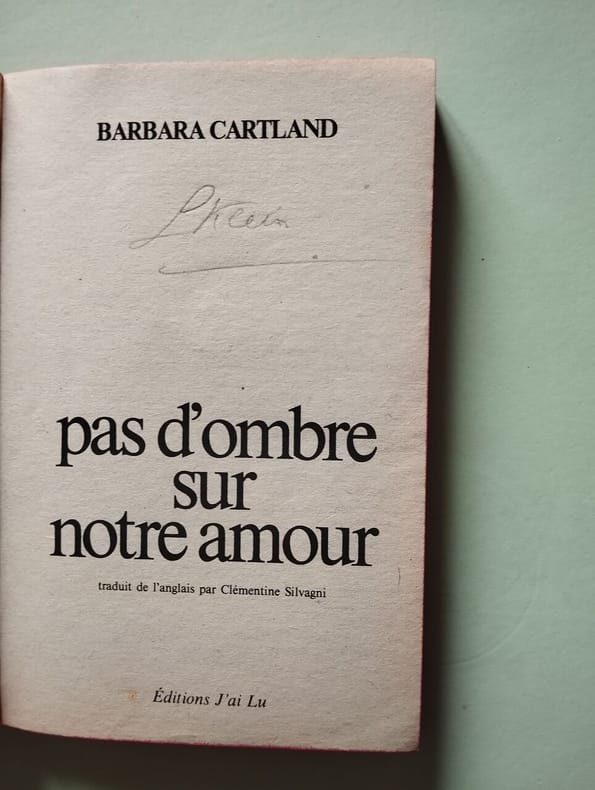 BARBARA CARTLAND
pas d'ombre
sur
notre amour
traduit de l'anglais par Clémentine Silvagni
Éditions J'ai Lu